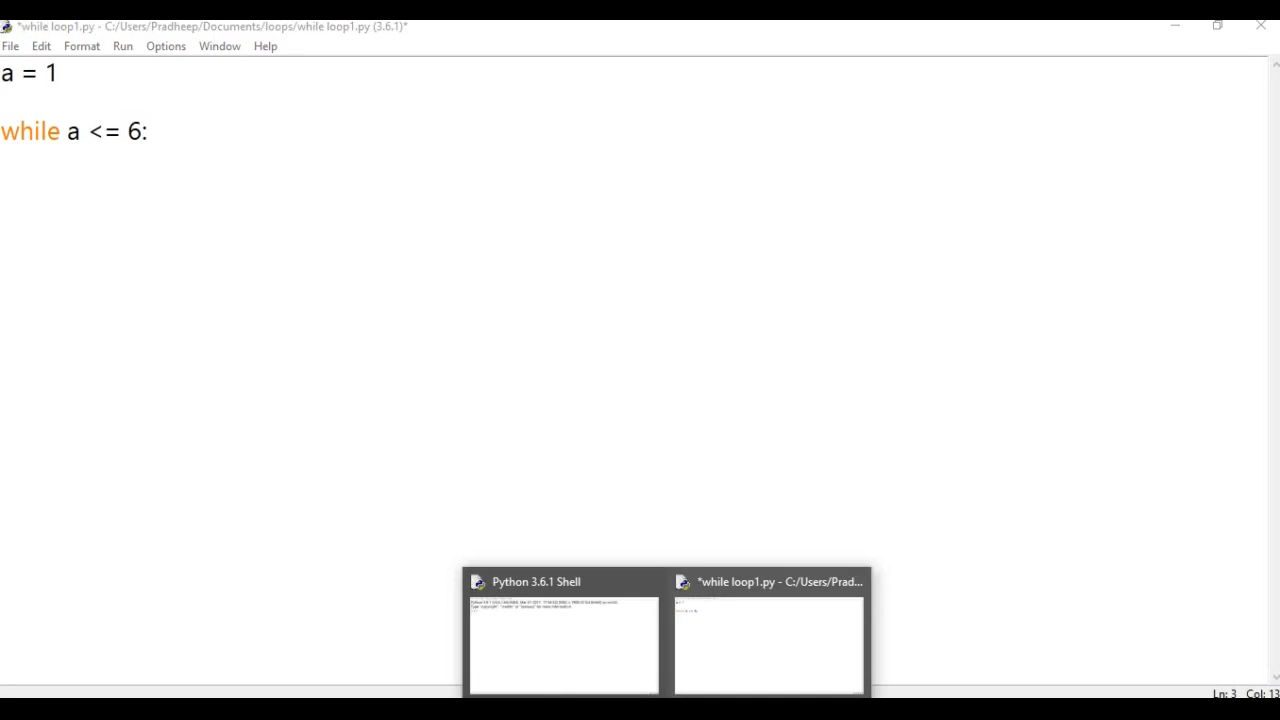 *while loop1.py - C:/Users/Pradheep/Documents/loops/while loop1.py (3.6.1)*
File Edit Format Run Options Window Help
a = 1
while a <= 6:
Python 3.6.1 Shell
*while loop1.py - C:/Users/Prad...
Ln: 3 Col: 13